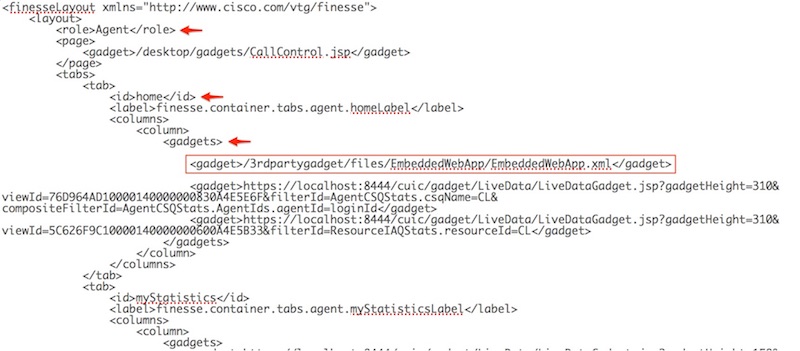 <finesseLayout xmlns="http://www.cisco.com/vtg/finesse">
<layout>
<role>Agent</role>
<page>
<gadget>/desktop/gadgets/CallControl.jsp</gadget>
</page>
<tabs>
<tab>
<id>home</id>
<label>finesse.container.tabs.agent.homeLabel</label>
<columns>
<column>
<gadgets>
<gadget>/3rdpartygadget/files/EmbeddedWebApp/EmbeddedWebApp.xml</gadget>
<gadget>https://localhost:8444/cuic/gadget/LiveData/LiveDataGadget.jsp?gadgetHeight=310&
viewId=76D964AD10000140000000830A4E5E6F&filterId=AgentCSQStats.csqName=CL&
compositeFilterId=AgentCSQStats.AgentIds.agentId=loginId</gadget>
<gadget>https://localhost:8444/cuic/gadget/LiveData/LiveDataGadget.jsp?gadgetHeight=310&
viewId=5C626F9C10000140000000600A4E5B33&filterId=ResourceIAQStats.resourceId=CL</gadget>
</gadgets>
</column>
</columns>
</tab>
<tab>
<id>myStatistics</id>
<label>finesse.container.tabs.agent.myStatisticsLabel</label>
<columns>
<column>
<gadgets>